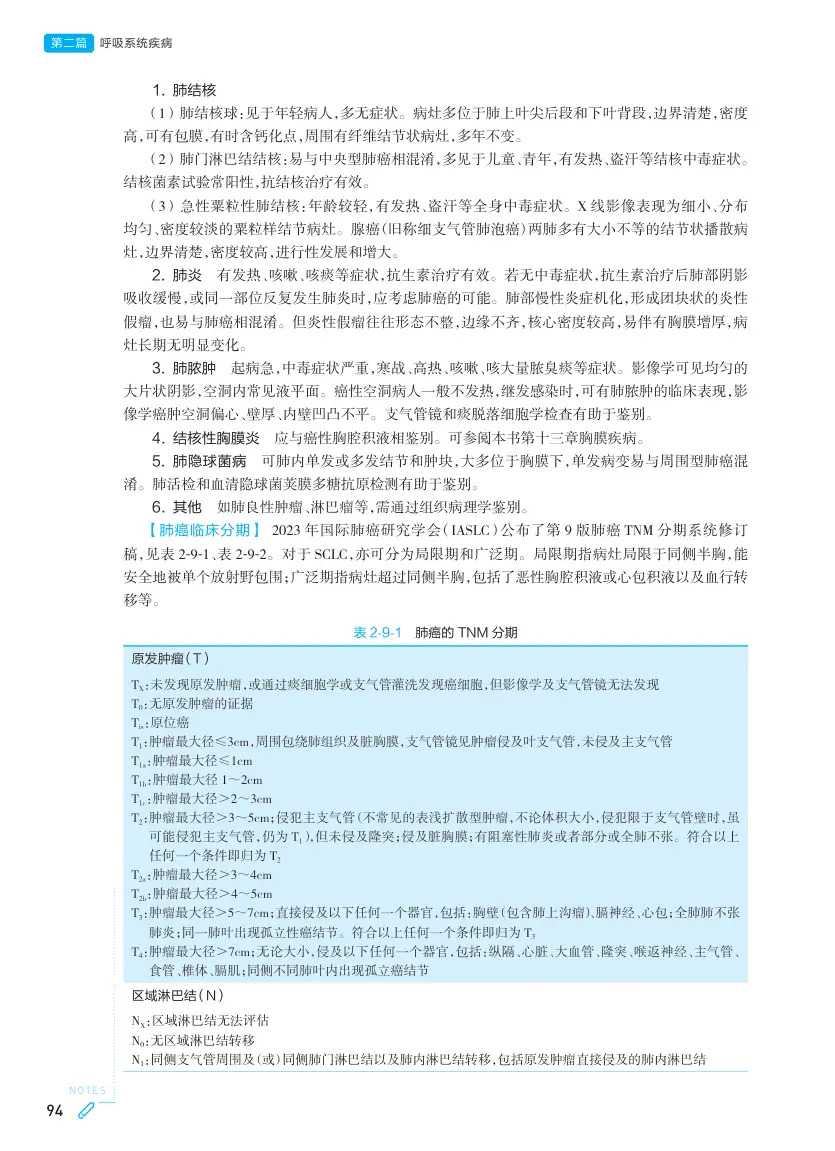 第二篇 呼吸系统疾病
1. 肺结核
（1）肺结核球：见于年轻病人，多无症状。病灶多位于肺上叶尖后段和下叶背段，边界清楚，密度
高，可有包膜，有时含钙化点，周围有纤维结节状病灶，多年不变。
（2）肺门淋巴结结核：易与中央型肺癌相混淆，多见于儿童、青年，有发热、盗汗等结核中毒症状。
结核菌素试验常阳性，抗结核治疗有效。
（3）急性粟粒性肺结核：年龄较轻，有发热、盗汗等全身中毒症状。X 线影像表现为细小、分布
均匀、密度较淡的粟粒样结节病灶。腺癌（旧称细支气管肺泡癌）两肺多有大小不等的结节状播散病
灶，边界清楚，密度较高，进行性发展和增大。
2. 肺炎 有发热、咳嗽、咳痰等症状，抗生素治疗有效。若无中毒症状，抗生素治疗后肺部阴影
吸收缓慢，或同一部位反复发生肺炎时，应考虑肺癌的可能。肺部慢性炎症机化，形成团块状的炎性
假瘤，也易与肺癌相混淆。但炎性假瘤往往形态不整，边缘不齐，核心密度较高，易伴有胸膜增厚，病
灶长期无明显变化。
3. 肺脓肿 起病急，中毒症状严重，寒战、高热、咳嗽、咳大量脓臭痰等症状。影像学可见均匀的
大片状阴影，空洞内常见液平面。癌性空洞病人一般不发热，继发感染时，可有肺脓肿的临床表现，影
像学癌肿空洞偏心、壁厚、内壁凹凸不平。支气管镜和痰脱落细胞学检查有助于鉴别。
4. 结核性胸膜炎 应与癌性胸腔积液相鉴别。可参阅本书第十三章胸膜疾病。
5. 肺隐球菌病 可肺内单发或多发结节和肿块，大多位于胸膜下，单发病变易与周围型肺癌混
淆。肺活检和血清隐球菌荚膜多糖抗原检测有助于鉴别。
6. 其他 如肺良性肿瘤、淋巴瘤等，需通过组织病理学鉴别。
【肺癌临床分期】 2023 年国际肺癌研究学会（IASLC）公布了第 9 版肺癌 TNM 分期系统修订
稿，见表 2-9-1、表 2-9-2。对于 SCLC，亦可分为局限期和广泛期。局限期指病灶局限于同侧半胸，能
安全地被单个放射野包围；广泛期指病灶超过同侧半胸，包括了恶性胸腔积液或心包积液以及血行转
移等。
表 2-9-1 肺癌的 TNM 分期
原发肿瘤（T）
Tx：未发现原发肿瘤，或通过痰细胞学或支气管灌洗发现癌细胞，但影像学及支气管镜无法发现
T0：无原发肿瘤的证据
Tis：原位癌
T1：肿瘤最大径≤3cm，周围包绕肺组织及脏胸膜，支气管镜见肿瘤侵及叶支气管，未侵及主支气管
T1a：肿瘤最大径≤1cm
T1b：肿瘤最大径 1～2cm
T1c：肿瘤最大径＞2～3cm
T2：肿瘤最大径＞3～5cm；侵犯主支气管（不常见的表浅扩散型肿瘤，不论体积大小，侵犯限于支气管壁时，虽
可能侵犯主支气管，仍为 T1），但未侵及隆突；侵及脏胸膜；有阻塞性肺炎或者部分或全肺不张。符合以上
任何一个条件即归为 T2
T2a：肿瘤最大径＞3～4cm
T2b：肿瘤最大径＞4～5cm
T3：肿瘤最大径＞5～7cm；直接侵及以下任何一个器官，包括：胸壁（包含肺上沟瘤）、膈神经、心包；全肺肺不张
肺炎；同一肺叶出现孤立性癌结节。符合以上任何一个条件即归为 T3
T4：肿瘤最大径＞7cm；无论大小，侵及以下任何一个器官，包括：纵隔、心脏、大血管、隆突、喉返神经、主气管、
食管、椎体、膈肌；同侧不同肺叶内出现孤立癌结节
区域淋巴结（N）
Nx：区域淋巴结无法评估
N0：无区域淋巴结转移
N1：同侧支气管周围及（或）同侧肺门淋巴结以及肺内淋巴结转移，包括原发肿瘤直接侵及的肺内淋巴结
NOTES
94